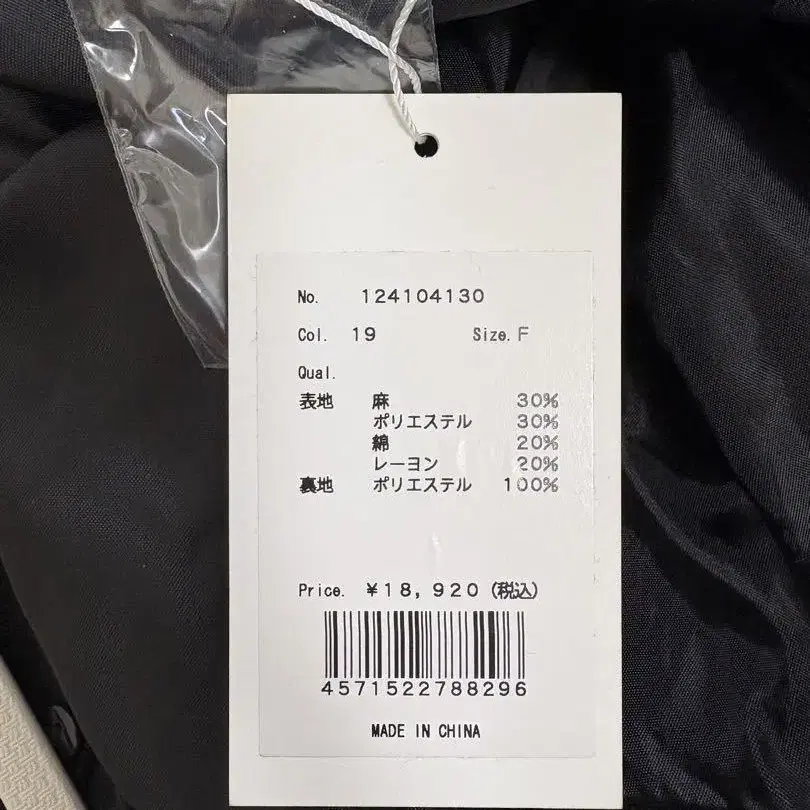 No. 124104130
Col. 19 Size. F
Qual.
表地 麻 30%
ポリエステル 30%
綿 20%
レーヨン 20%
裏地 ポリエステル 100%
Price. ¥18,920 (税込)
4571522788296
MADE IN CHINA